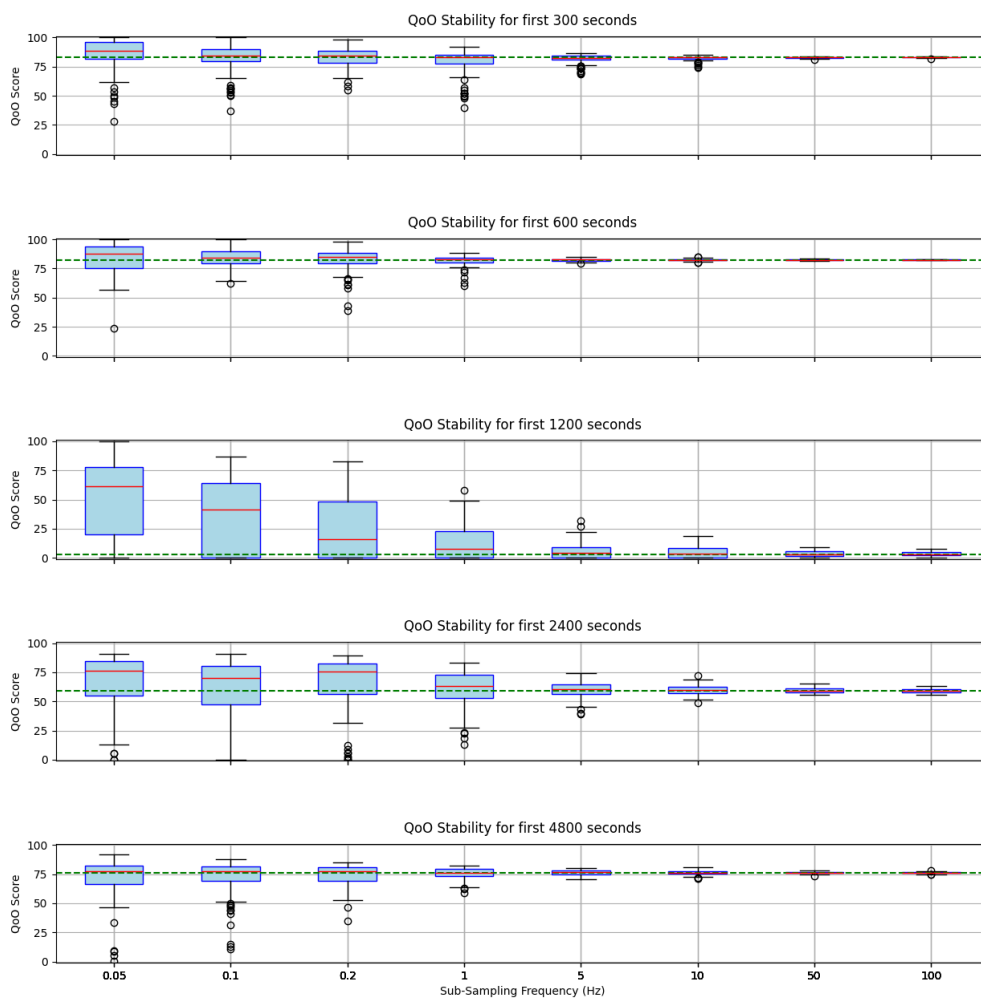 QoO Stability for first 300 seconds
100
75
50
25
0
QoO Score
QoO Stability for first 600 seconds
100
75
50
25
0
QoO Score
QoO Stability for first 1200 seconds
100
75
50
25
0
QoO Score
QoO Stability for first 2400 seconds
100
75
50
25
0
QoO Score
QoO Stability for first 4800 seconds
100
75
50
25
0
QoO Score
0.05 0.1 0.2 1 5 10 50 100
Sub-Sampling Frequency (Hz)